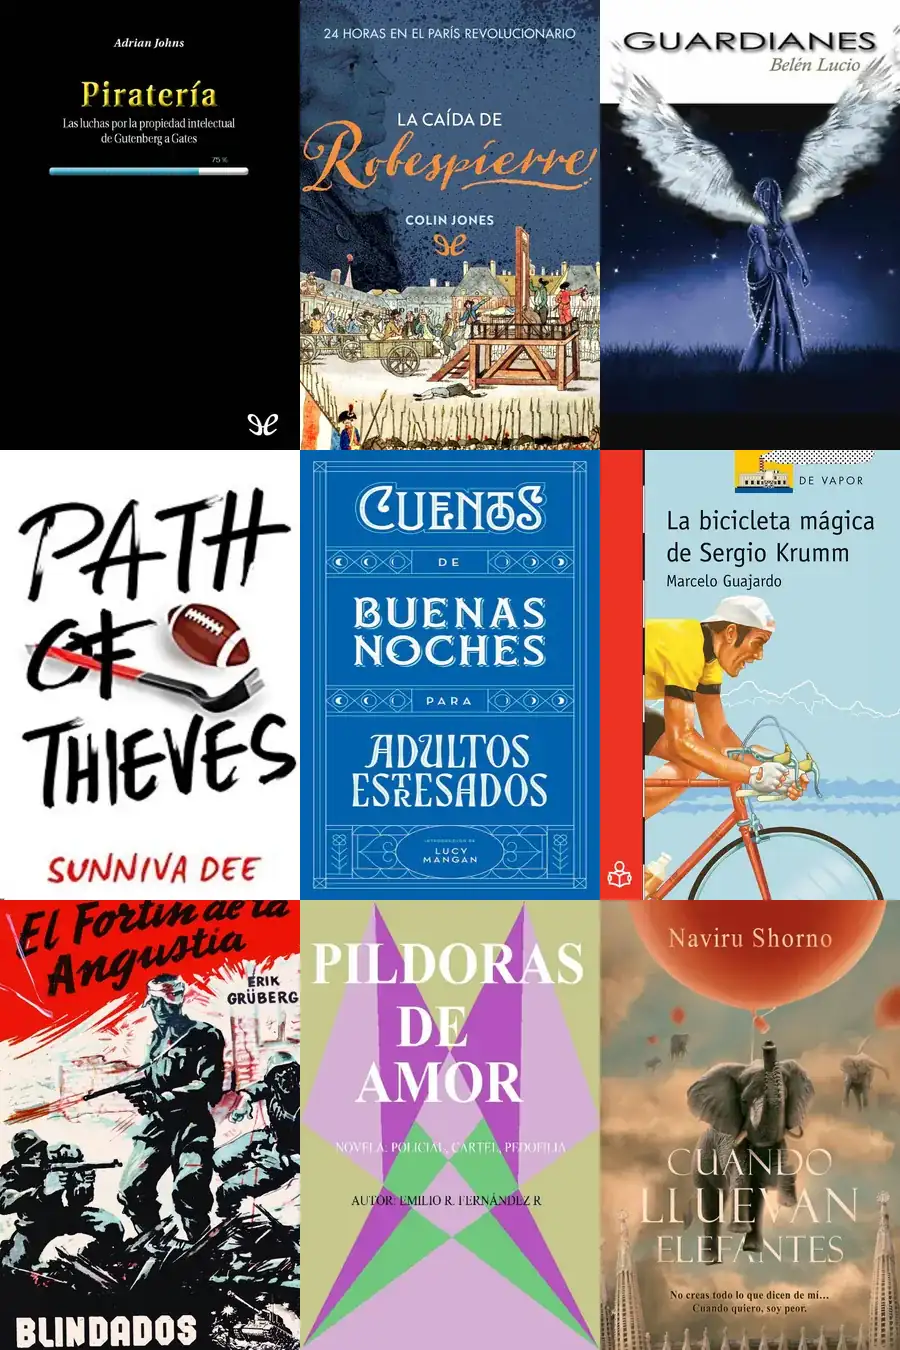 Adrian Johns
Piratería
Las luchas por la propiedad intelectual
de Gutenberg a Gates
75 %
24 HORAS EN EL PARÍS REVOLUCIONARIO
LA CAÍDA DE
Robespierre
COLIN JONES
GUARDIANES
Belén Lucio
PATH
OF
THIEVES
SUNNIVA DEE
CUENTOS
DE
BUENAS
NOCHES
PARA
ADULTOS
ESTRESADOS
INTRODUCCIÓN DE
LUCY
MANGAN
DE VAPOR
La bicicleta mágica
de Sergio Krumm
Marcelo Guajardo
El Fortín de la
Angustia
ERIK
GRÜBERG
BLINDADOS
PILDORAS
DE
AMOR
NOVELA: POLICIAL, CARTEL, PEDOFILIA
AUTOR: EMILIO R. FERNÁNDEZ R
Naviru Shorno
CUANDO
LLUEVAN
ELEFANTES
No creas todo lo que dicen de mí...
Cuando quiero, soy peor.